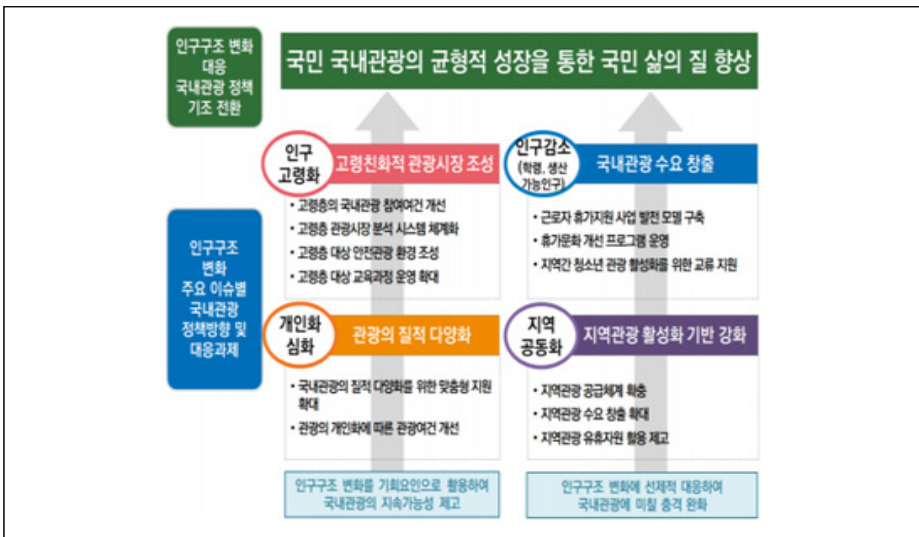 인구구조 변화
대응
국내관광 정책
기조 전환
국민 국내관광의 균형적 성장을 통한 국민 삶의 질 향상
인구구조
변화
주요 이슈별
국내관광
정책방향 및
대응과제
인구
고령화
고령친화적 관광시장 조성
• 고령층의 국내관광 참여여건 개선
• 고령층 관광시장 분석 시스템 체계화
• 고령층 대상 안전관광 환경 조성
• 고령층 대상 교육과정 운영 확대
인구감소
(학령, 생산
가능인구)
국내관광 수요 창출
• 근로자 휴가지원 사업 발전 모델 구축
• 휴가문화 개선 프로그램 운영
• 지역간 청소년 관광 활성화를 위한 교류 지원
개인화
심화
관광의 질적 다양화
• 국내관광의 질적 다양화를 위한 맞춤형 지원
확대
• 관광의 개인화에 따른 관광여건 개선
지역
공동화
지역관광 활성화 기반 강화
• 지역관광 공급체계 확충
• 지역관광 수요 창출 확대
• 지역관광 유휴자원 활용 제고
인구구조 변화를 기회요인으로 활용하여
국내관광의 지속가능성 제고
인구구조 변화에 선제적 대응하여
국내관광에 미칠 충격 완화